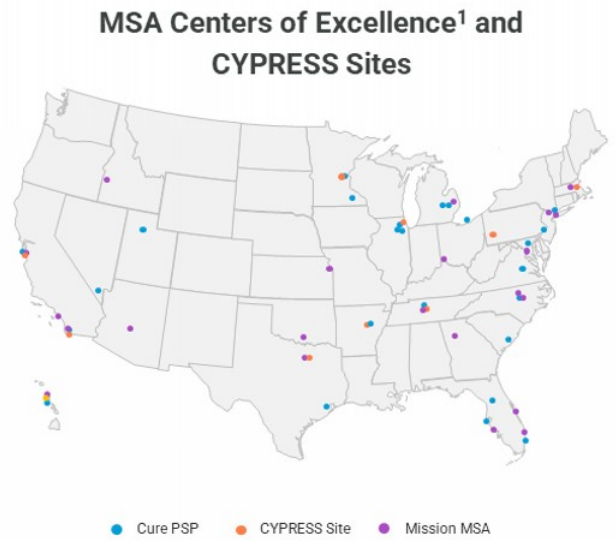 MSA Centers of Excellence¹ and
CYPRESS Sites
Cure PSP CYPRESS Site Mission MSA